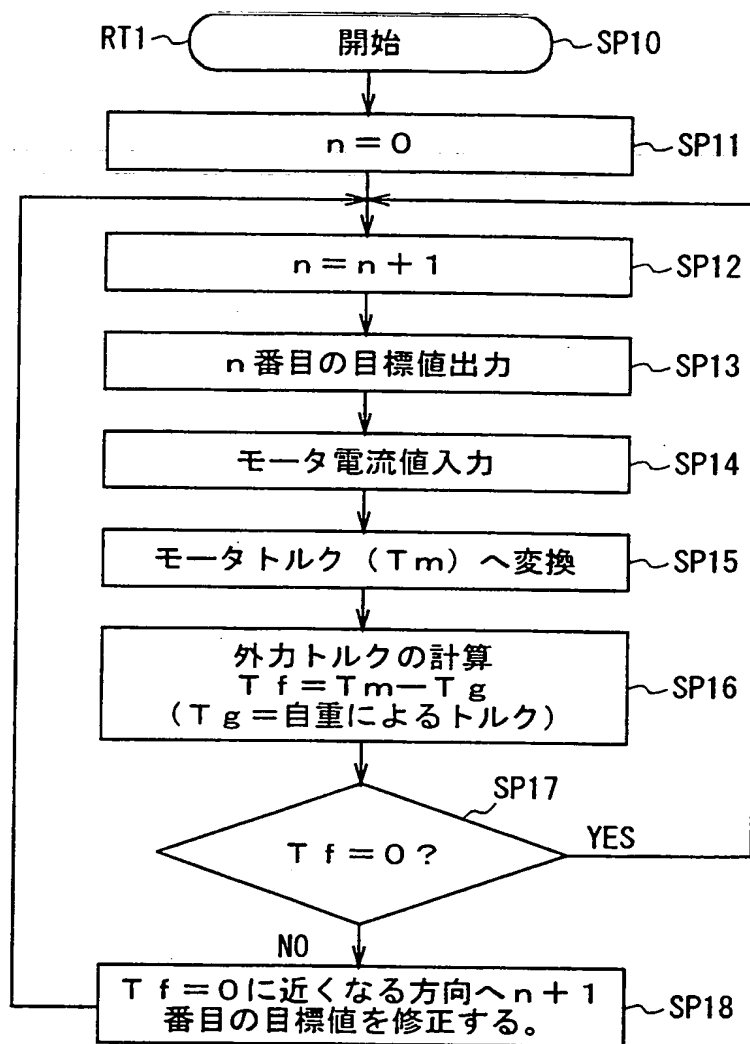 RT1
開始
SP10
n=0
SP11
n=n+1
SP12
n番目の目標値出力
SP13
モータ電流値入力
SP14
モータトルク(Tm)へ変換
SP15
外力トルクの計算
Tf=Tm-Tg
(Tg=自重によるトルク)
SP16
SP17
Tf=0?
YES
NO
Tf=0に近くなる方向へn+1
番目の目標値を修正する。
SP18